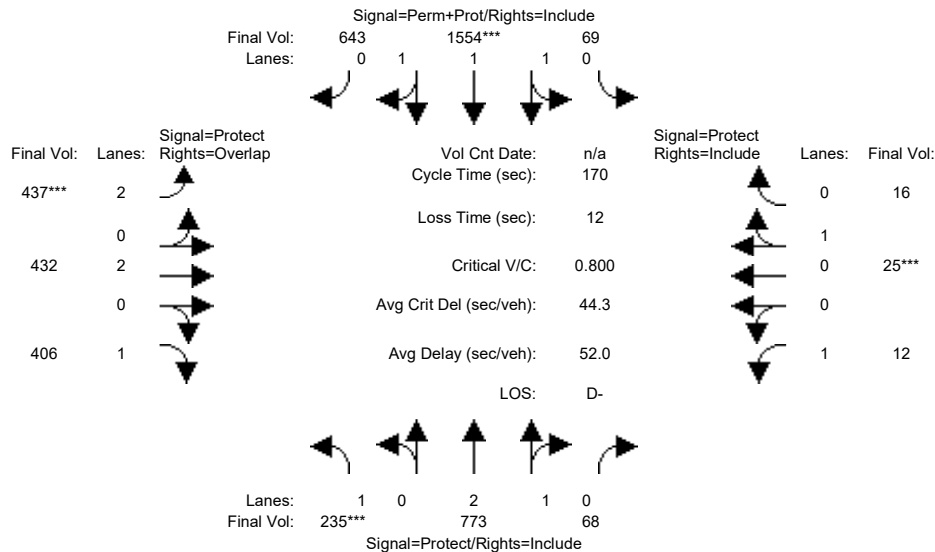 Signal=Perm+Prot/Rights=Include
Final Vol: 643 1554*** 69
Lanes: 0 1 1 1 0
Signal=Protect
Final Vol: Lanes: Rights=Overlap
Vol Cnt Date: n/a
Signal=Protect
Rights=Include Lanes: Final Vol:
Cycle Time (sec): 170
437*** 2
0 16
Loss Time (sec): 12
0
1
432 2
Critical V/C: 0.800
0 25***
0
Avg Crit Del (sec/veh): 44.3
0
406 1
Avg Delay (sec/veh): 52.0
1 12
LOS: D-
Lanes: 1 0 2 1 0
Final Vol: 235*** 773 68
Signal=Protect/Rights=Include